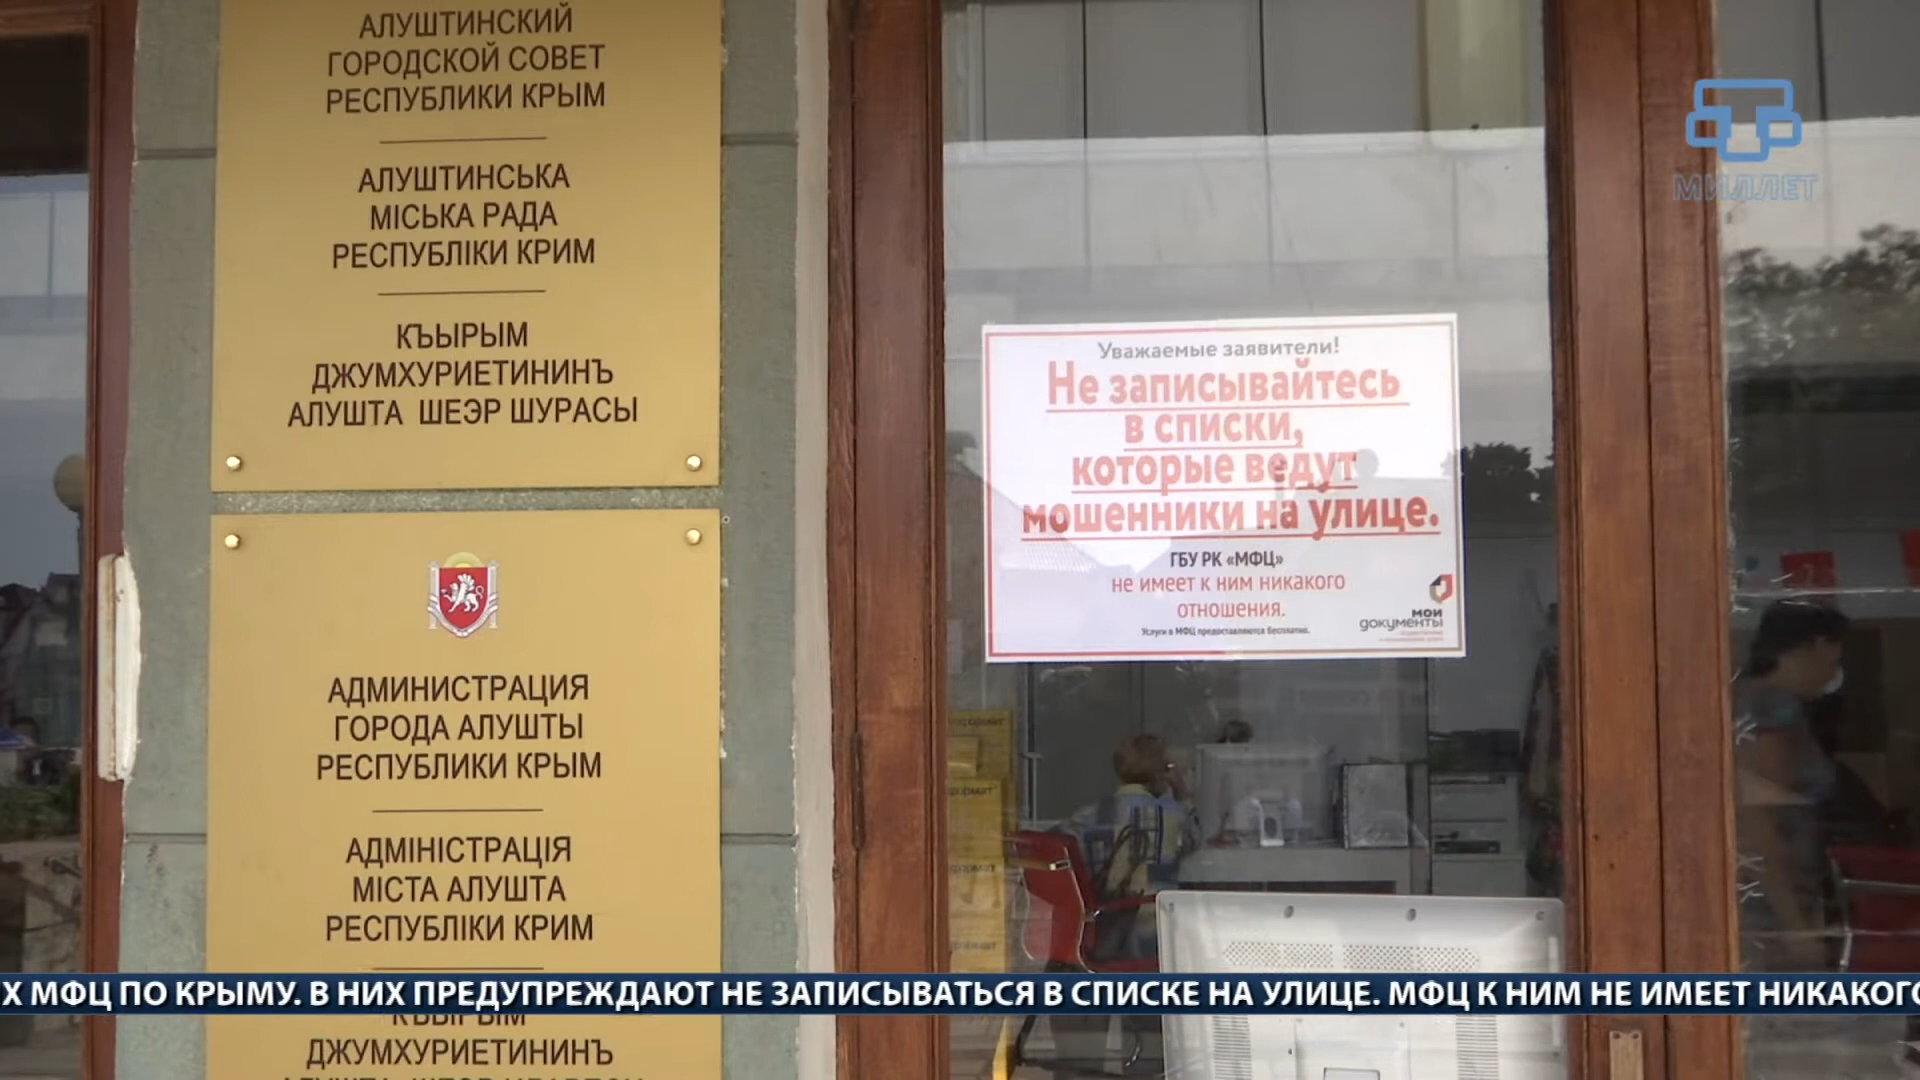 АЛУШТИНСКИЙ
ГОРОДСКОЙ СОВЕТ
РЕСПУБЛИКИ КРЫМ
АЛУШТИНСЬКА
МІСЬКА РАДА
РЕСПУБЛІКИ КРИМ
КЪЫРЫМ
ДЖУМХУРИЕТИНИНЪ
АЛУШТА ШЕЭР ШУРАСЫ
АДМИНИСТРАЦИЯ
ГОРОДА АЛУШТЫ
РЕСПУБЛИКИ КРЫМ
АДМІНІСТРАЦІЯ
МІСТА АЛУШТА
РЕСПУБЛІКИ КРИМ
КЪЫРЫМ
ДЖУМХУРИЕТИНИНЪ
Уважаемые заявители!
Не записывайтесь
в списки,
которые ведут
мошенники на улице.
ГБУ РК «МФЦ»
не имеет к ним никакого
отношения.
Услуги в МФЦ предоставляются бесплатно.
мои
документы
МИЛЛЕТ
Х МФЦ ПО КРЫМУ. В НИХ ПРЕДУПРЕЖДАЮТ НЕ ЗАПИСЫВАТЬСЯ В СПИСКЕ НА УЛИЦЕ. МФЦ К НИМ НЕ ИМЕЕТ НИКАКОГО